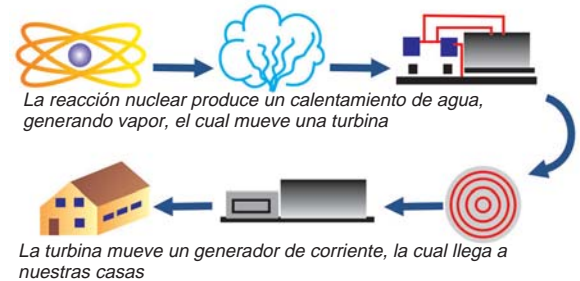 La reacción nuclear produce un calentamiento de agua,
generando vapor, el cual mueve una turbina
La turbina mueve un generador de corriente, la cual llega a
nuestras casas